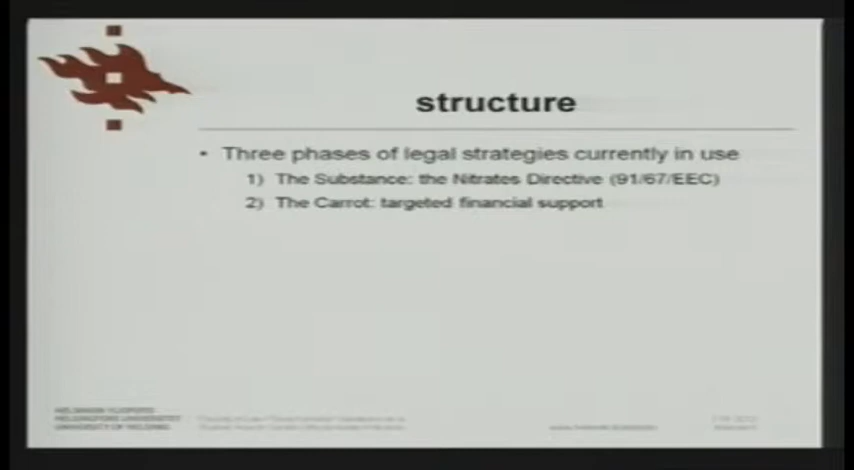 structure
• Three phases of legal strategies currently in use
1) The Substance: the Nitrates Directive (91/67/EEC)
2) The Carrot: targeted financial support
HELSINGIN YLIOPISTO
HELSINGFORS UNIVERSITET
UNIVERSITY OF HELSINKI